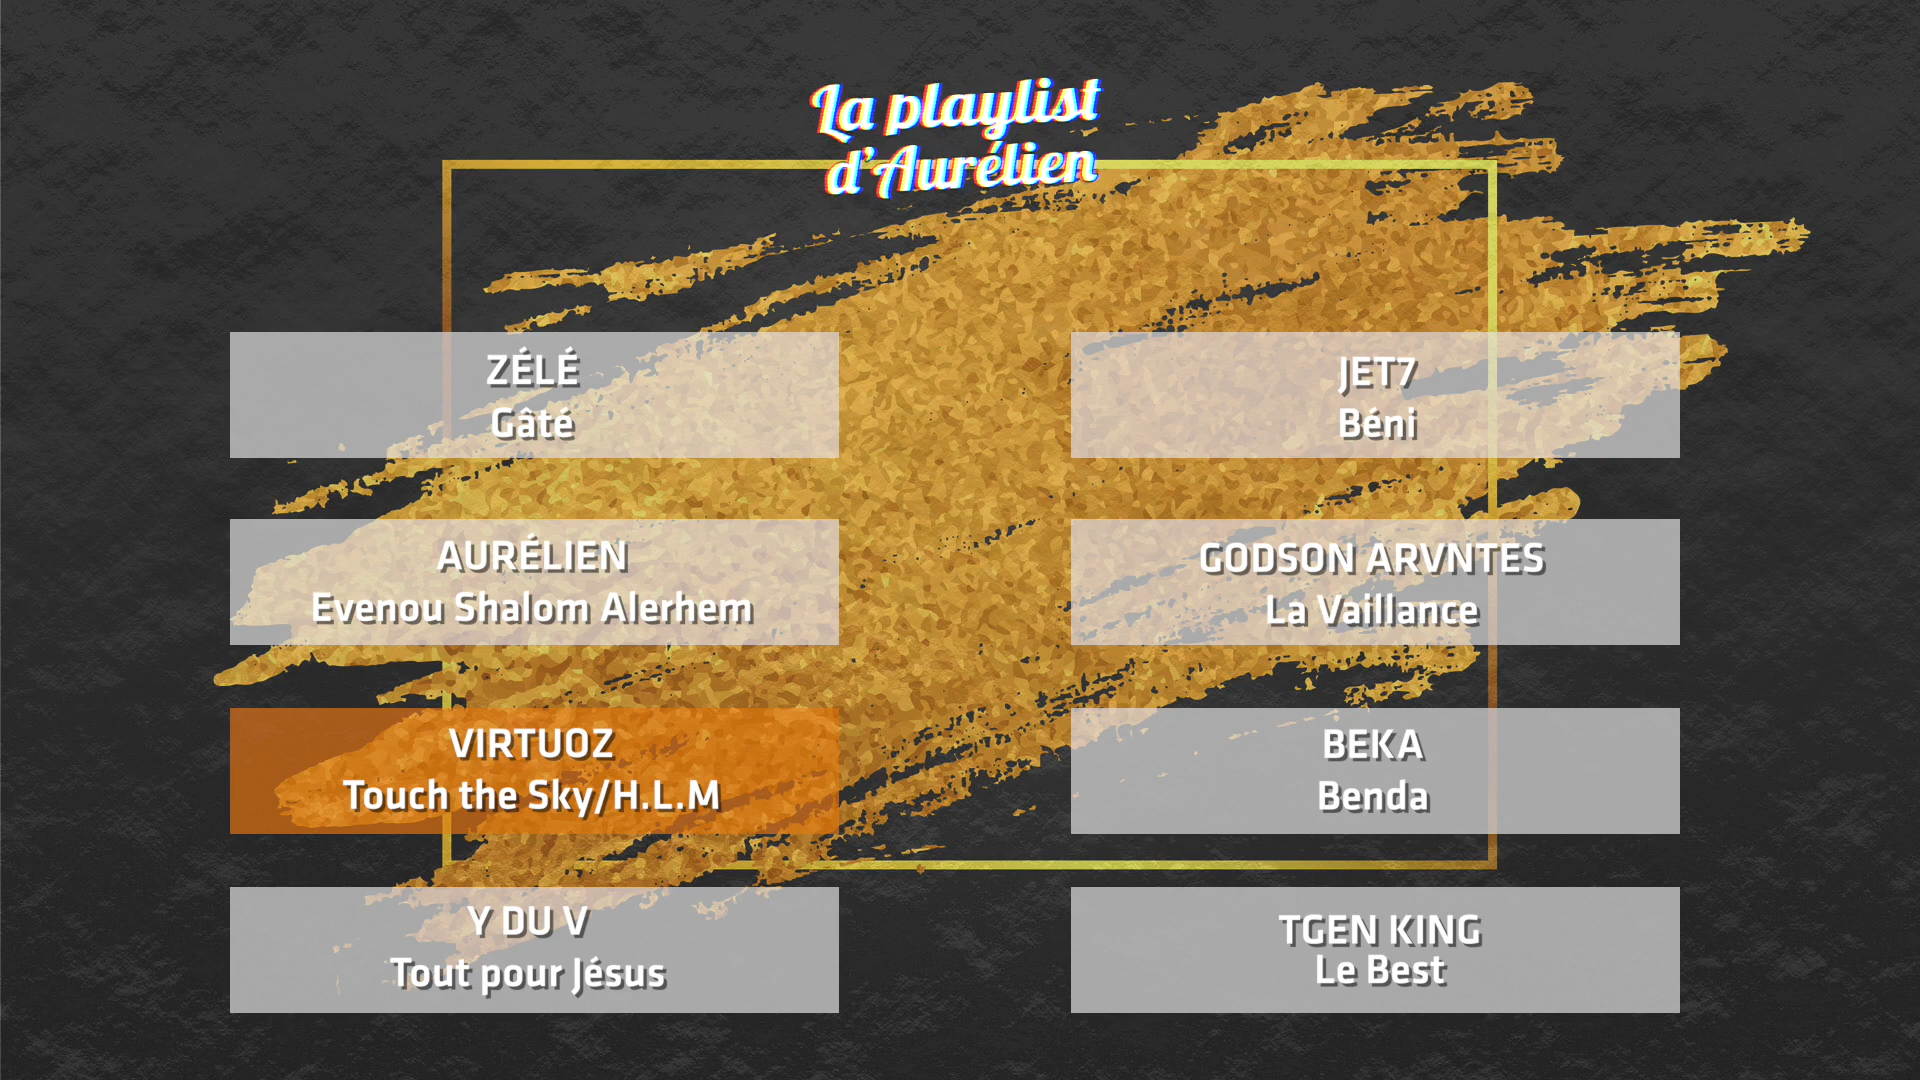 La playlist
d'Aurélien
ZÉLÉ
Gâté
AURÉLIEN
Evenou Shalom Alerhem
VIRTUOZ
Touch the Sky/H.L.M
Y DU V
Tout pour Jésus
JET7
Béni
GODSON ARVNTES
La Vaillance
BEKA
Benda
TGEN KING
Le Best